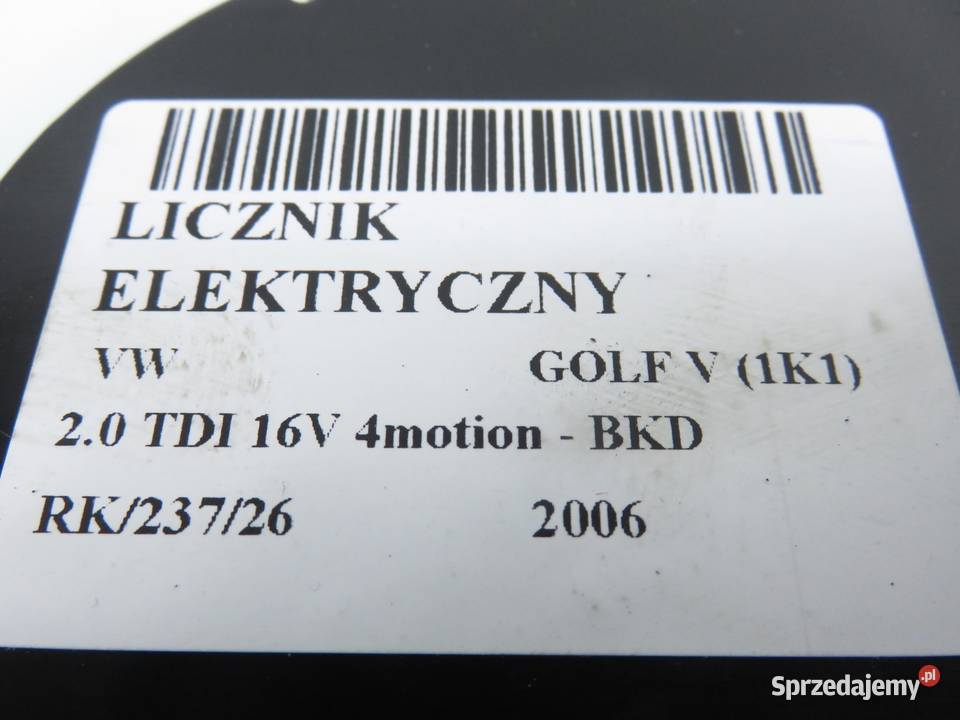 LICZNIK
ELEKTRYCZNY
VW GOLF V (1K1)
2.0 TDI 16V 4motion - BKD
RK/237/26 2006
Sprzedajemy.pl